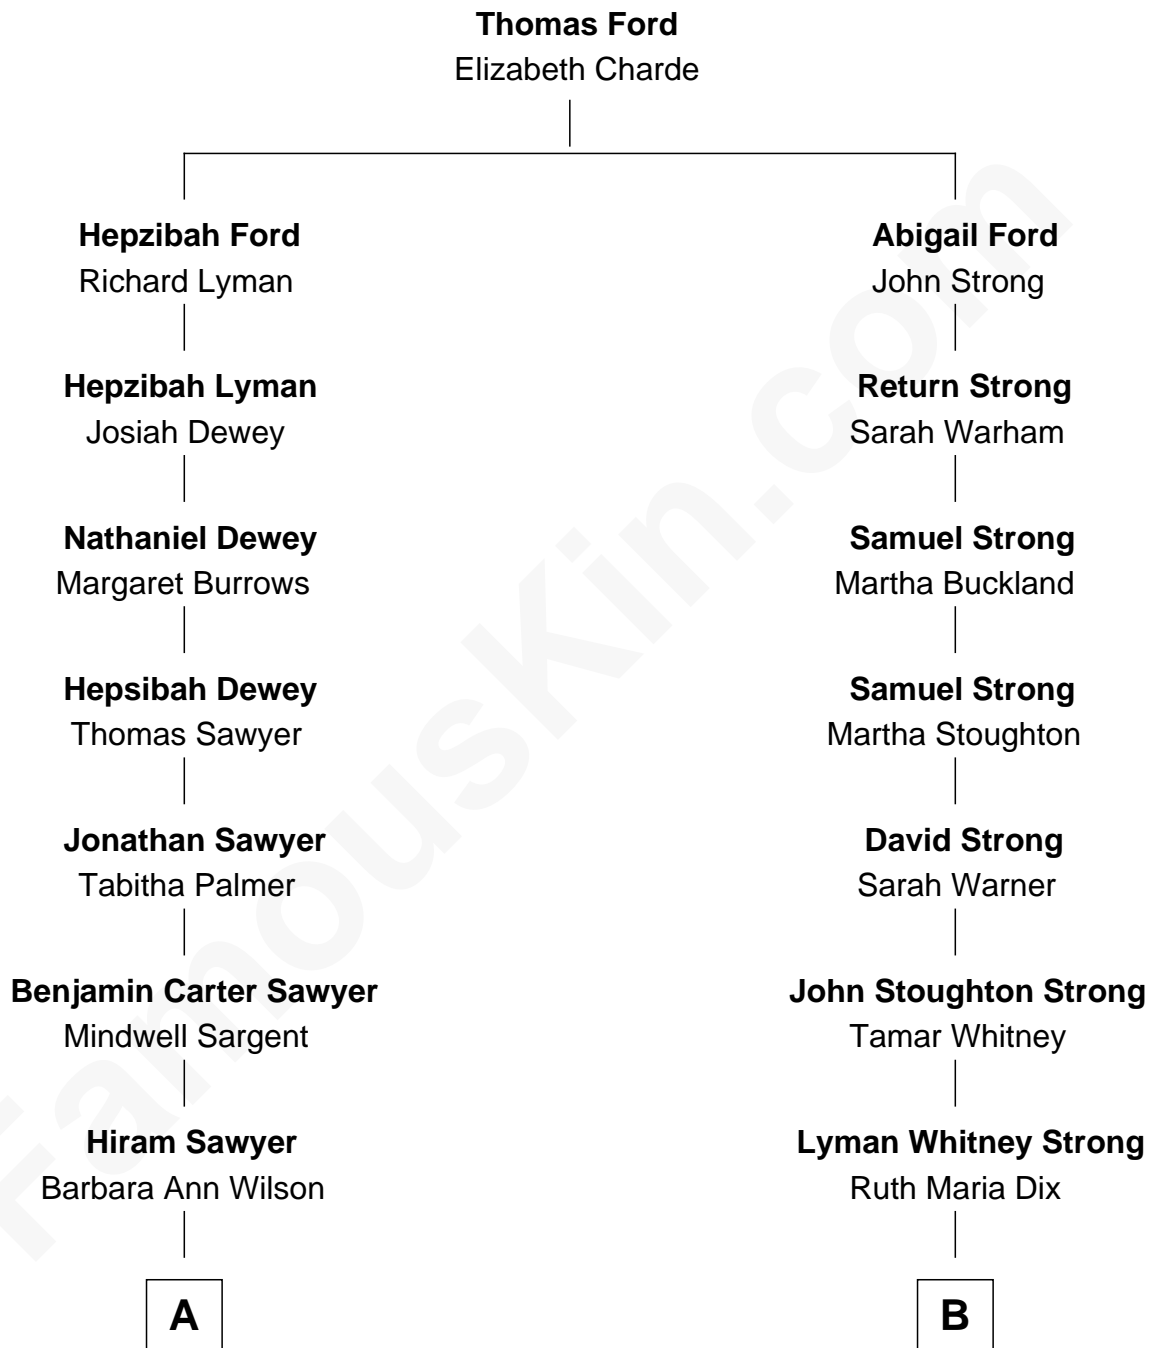 Thomas Ford
Elizabeth Charde
Hepzibah Ford
Richard Lyman
Abigail Ford
John Strong
Hepzibah Lyman
Josiah Dewey
Return Strong
Sarah Warham
Nathaniel Dewey
Margaret Burrows
Samuel Strong
Martha Buckland
Hepsibah Dewey
Thomas Sawyer
Samuel Strong
Martha Stoughton
Jonathan Sawyer
Tabitha Palmer
David Strong
Sarah Warner
Benjamin Carter Sawyer
Mindwell Sargent
John Stoughton Strong
Tamar Whitney
Hiram Sawyer
Barbara Ann Wilson
Lyman Whitney Strong
Ruth Maria Dix
A
B
FamousKin.com